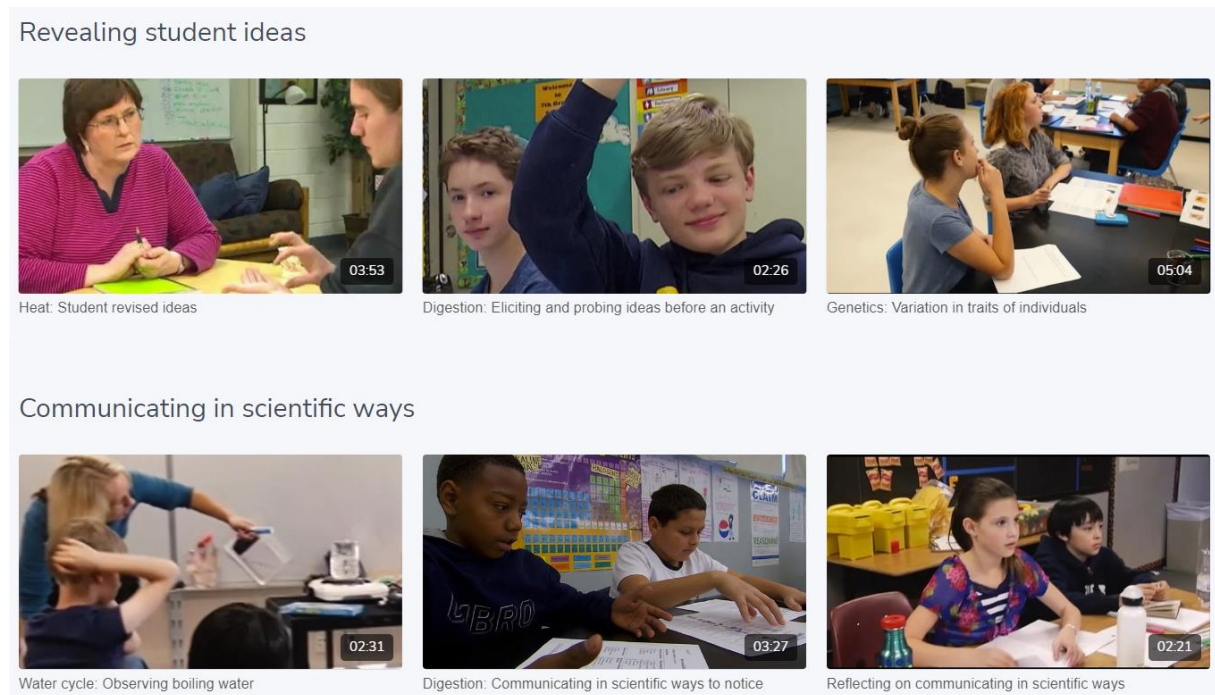 Revealing student ideas
03:53
02:26
05:04
Heat: Student revised ideas
Digestion: Eliciting and probing ideas before an activity
Genetics: Variation in traits of individuals
Communicating in scientific ways
CLAIM
REASONING
02:31
03:27
02:21
Water cycle: Observing boiling water
Digestion: Communicating in scientific ways to notice
Reflecting on communicating in scientific ways